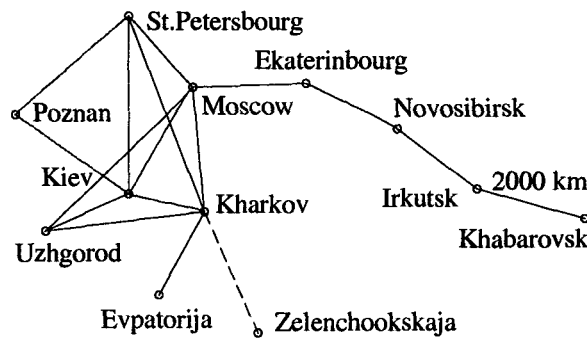 St.Petersbourg
Ekaterinbourg
Moscow
Poznan
Novosibirsk
Kiev
2000 km
Irkutsk
Kharkov
Khabarovsk
Uzhgorod
Evpatorija
Zelenchookskaja